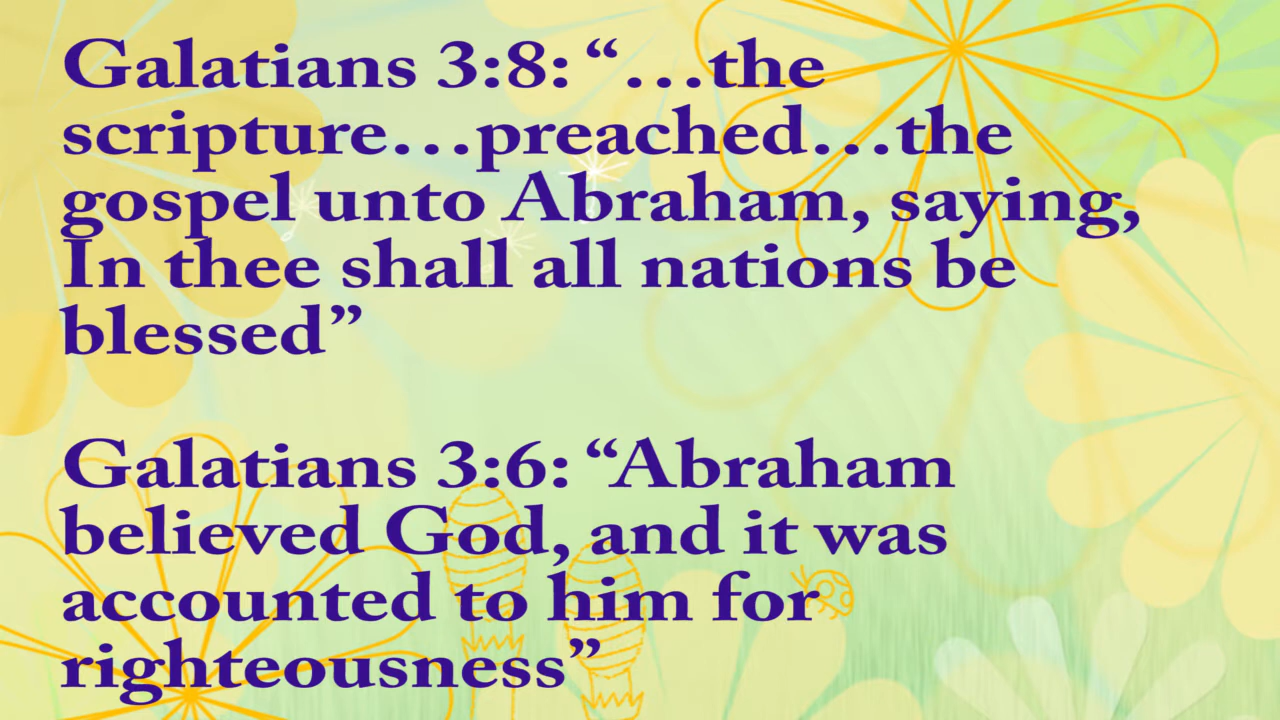 Galatians 3:8: “…the
scripture…preached…the
gospel unto Abraham, saying,
In thee shall all nations be
blessed”
Galatians 3:6: “Abraham
believed God, and it was
accounted to him for
righteousness”